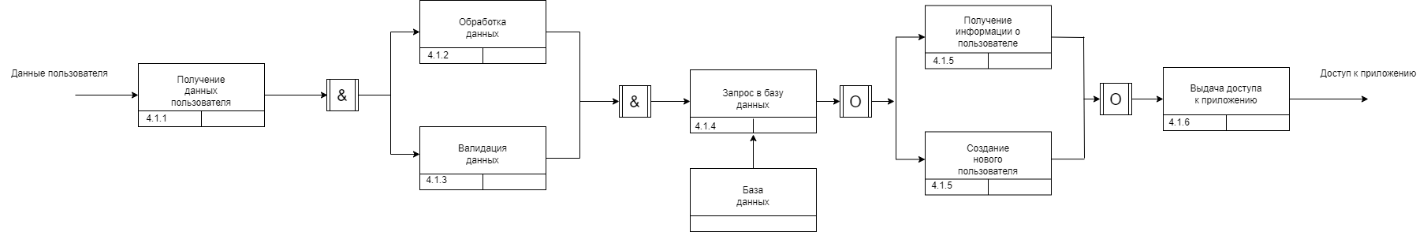 Данные пользователя
Получение
данных
пользователя
4.1.1
&
Обработка
данных
4.1.2
Валидация
данных
4.1.3
&
Запрос в базу
данных
4.1.4
База
данных
O
Получение
информации о
пользователе
4.1.5
Создание
нового
пользователя
4.1.5
O
Выдача доступа
к приложению
4.1.6
Доступ к приложению